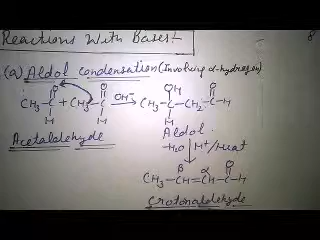 Reactions With Bases:-
8
(a) Aldol condensation (Involving α-hydrogen)
O O OH O
CH3-C + CH3-C OH- CH3-C-CH2-C-H
H H H
Acetaldehyde Aldol
-H2O H+/Heat
β α O
CH3-CH=CH-C-H
Crotonaldehyde